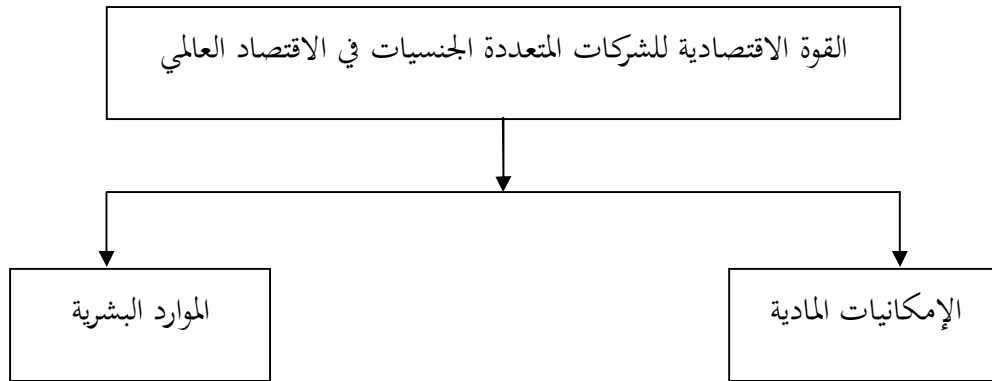 القوة الاقتصادية للشركات المتعددة الجنسيات في الاقتصاد العالمي
الإمكانيات المادية
الموارد البشرية